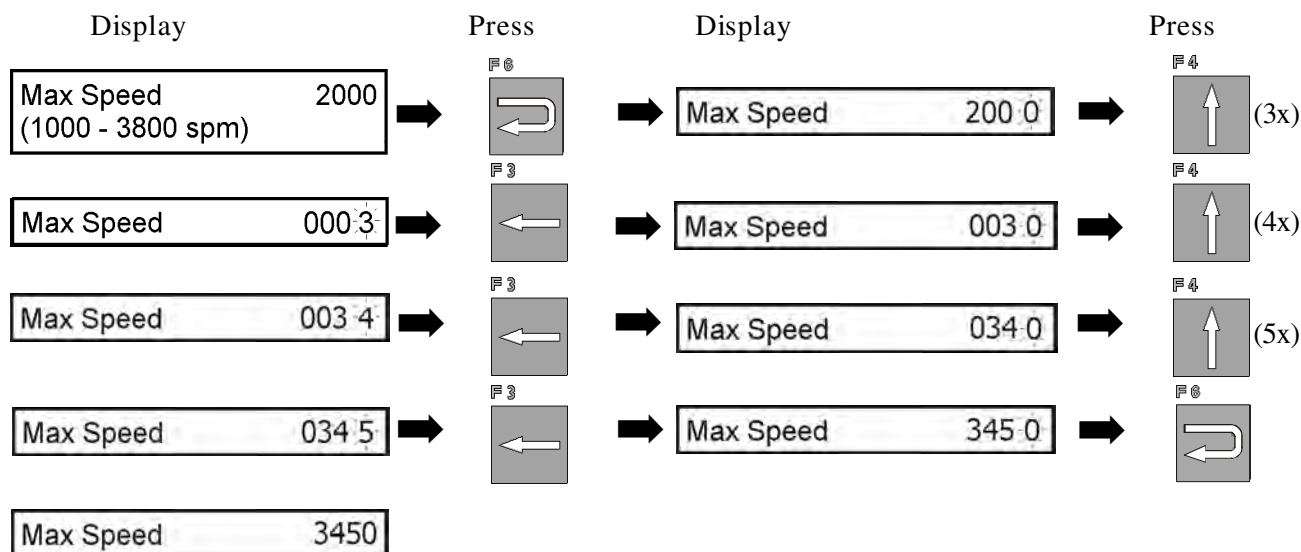 Display Press Display Press
F6 F4
Max Speed 2000
(1000 - 3800 spm)
Max Speed 200 0
(3x)
F3 F4
Max Speed 000 3
Max Speed 003 0
(4x)
F3 F4
Max Speed 003 4
Max Speed 034 0
(5x)
F3 F6
Max Speed 034 5
Max Speed 345 0
Max Speed 3450